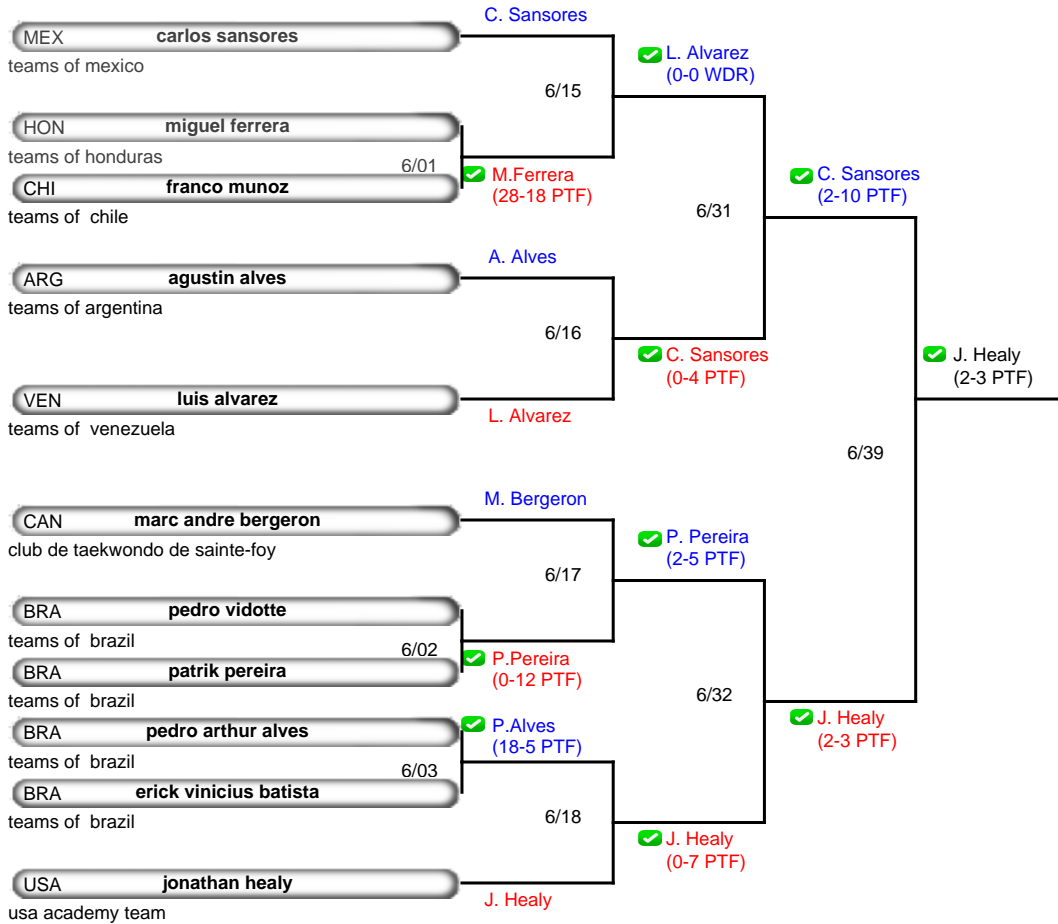 C. Sansores
MEX carlos sansores
teams of mexico
6/15
L. Alvarez
(0-0 WDR)
HON miguel ferrera
teams of honduras
6/01
M.Ferrera
(28-18 PTF)
CHI franco munoz
teams of chile
6/31
C. Sansores
(2-10 PTF)
A. Alves
ARG agustin alves
teams of argentina
6/16
C. Sansores
(0-4 PTF)
VEN luis alvarez
teams of venezuela
L. Alvarez
J. Healy
(2-3 PTF)
6/39
M. Bergeron
CAN marc andre bergeron
club de taekwondo de sainte-foy
6/17
P. Pereira
(2-5 PTF)
BRA pedro vidotte
teams of brazil
6/02
P.Pereira
(0-12 PTF)
BRA patrik pereira
teams of brazil
6/32
J. Healy
(2-3 PTF)
BRA pedro arthur alves
teams of brazil
P.Alves
(18-5 PTF)
6/03
BRA erick vinicius batista
teams of brazil
6/18
J. Healy
(0-7 PTF)
USA jonathan healy
usa academy team
J. Healy